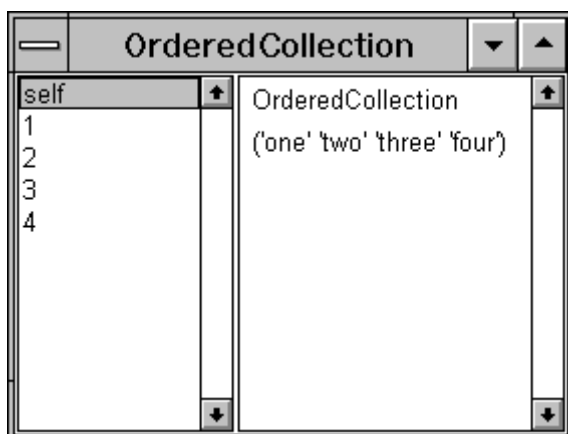 OrderedCollection
self
1
2
3
4
OrderedCollection
('one' 'two' 'three' 'four')